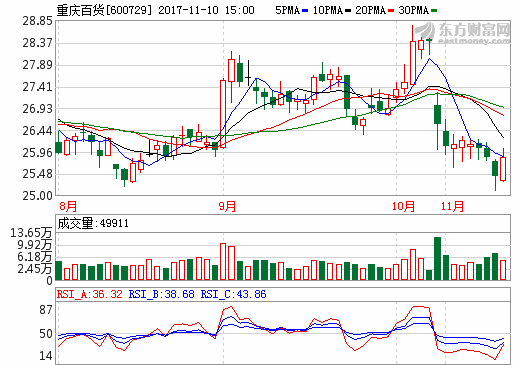 重庆百货[600729] 2017-11-10 15:00 5PMA 10PMA 20PMA 30PMA
东方财富网
eastmoney.com
28.85
28.37
27.89
27.41
26.93
26.44
25.96
25.48
25.00
8月 9月 10月 11月
成交量:49911
13.65万
9.92万
6.18万
2.45万
0
RSI_A:36.32 RSI_B:38.68 RSI_C:43.86
87
50
14